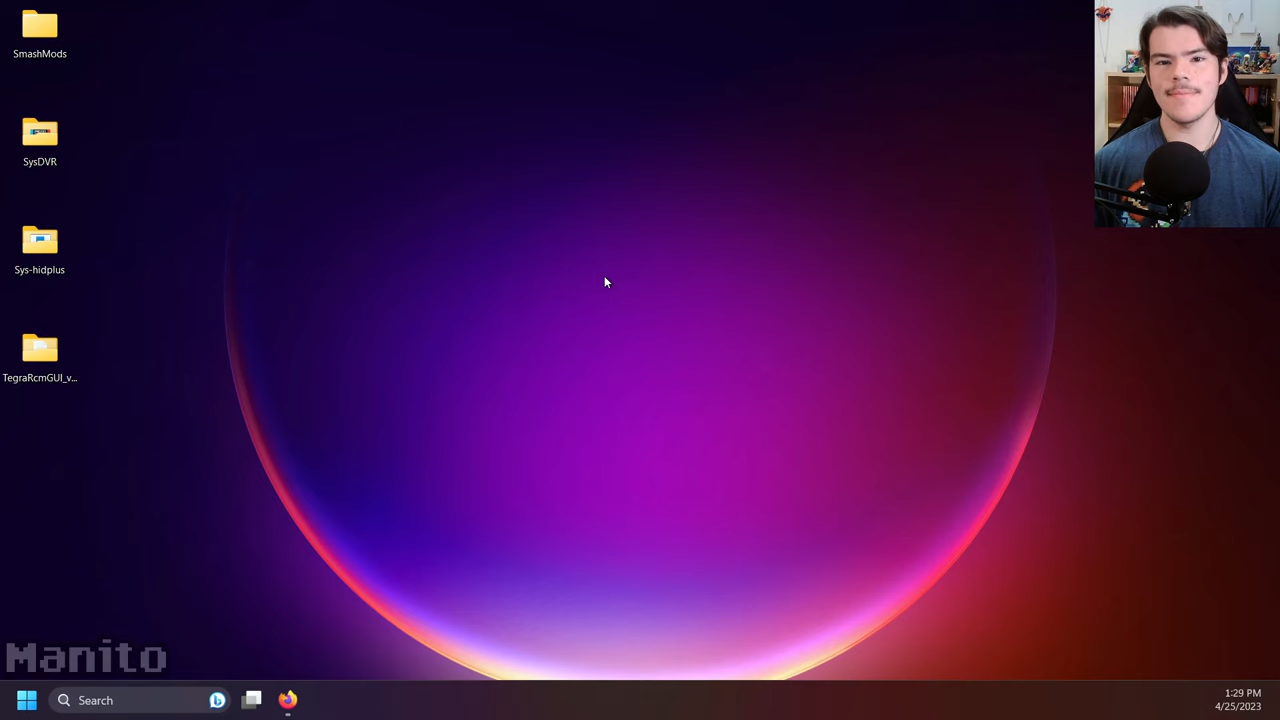 SmashMods
SysDVR
Sys-hidplus
TegraRcmGUI_v...
Manito
Search
1:29 PM
4/25/2023